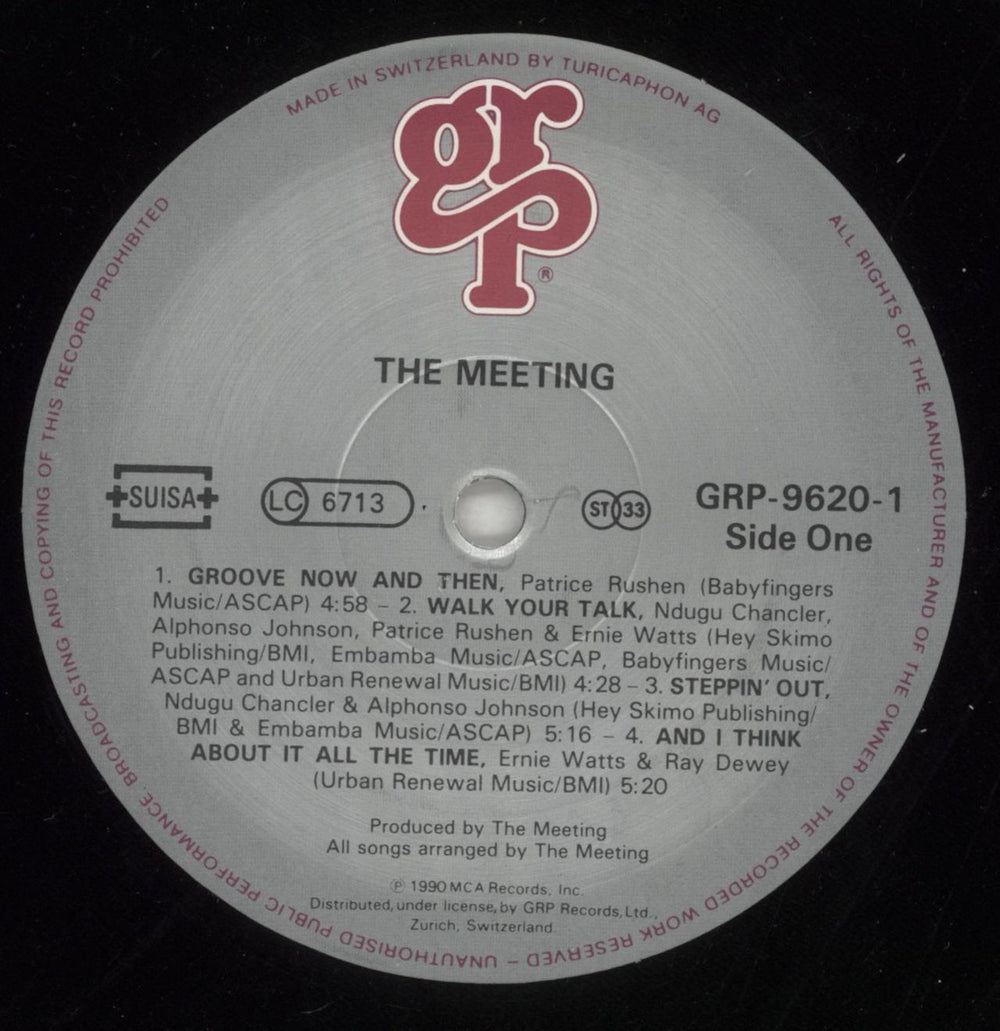 MADE IN SWITZERLAND BY TURICAPHON AG
ALL RIGHTS OF THE MANUFACTURER AND OF THE OWNER OF THE RECORDED WORK RESERVED – UNAUTHORISED PUBLIC PERFORMANCE BROADCASTING AND COPYING OF THIS RECORD PROHIBITED
grp®
THE MEETING
SUISA
LC 6713
ST 33
GRP-9620-1
Side One
1. GROOVE NOW AND THEN, Patrice Rushen (Babyfingers
Music/ASCAP) 4:58 – 2. WALK YOUR TALK, Ndugu Chancler,
Alphonso Johnson, Patrice Rushen & Ernie Watts (Hey Skimo
Publishing/BMI, Embamba Music/ASCAP, Babyfingers Music/
ASCAP and Urban Renewal Music/BMI) 4:28 – 3. STEPPIN' OUT,
Ndugu Chancler & Alphonso Johnson (Hey Skimo Publishing/
BMI & Embamba Music/ASCAP) 5:16 – 4. AND I THINK
ABOUT IT ALL THE TIME, Ernie Watts & Ray Dewey
(Urban Renewal Music/BMI) 5:20
Produced by The Meeting
All songs arranged by The Meeting
℗ 1990 MCA Records, Inc.
Distributed, under license, by GRP Records, Ltd.,
Zurich, Switzerland.